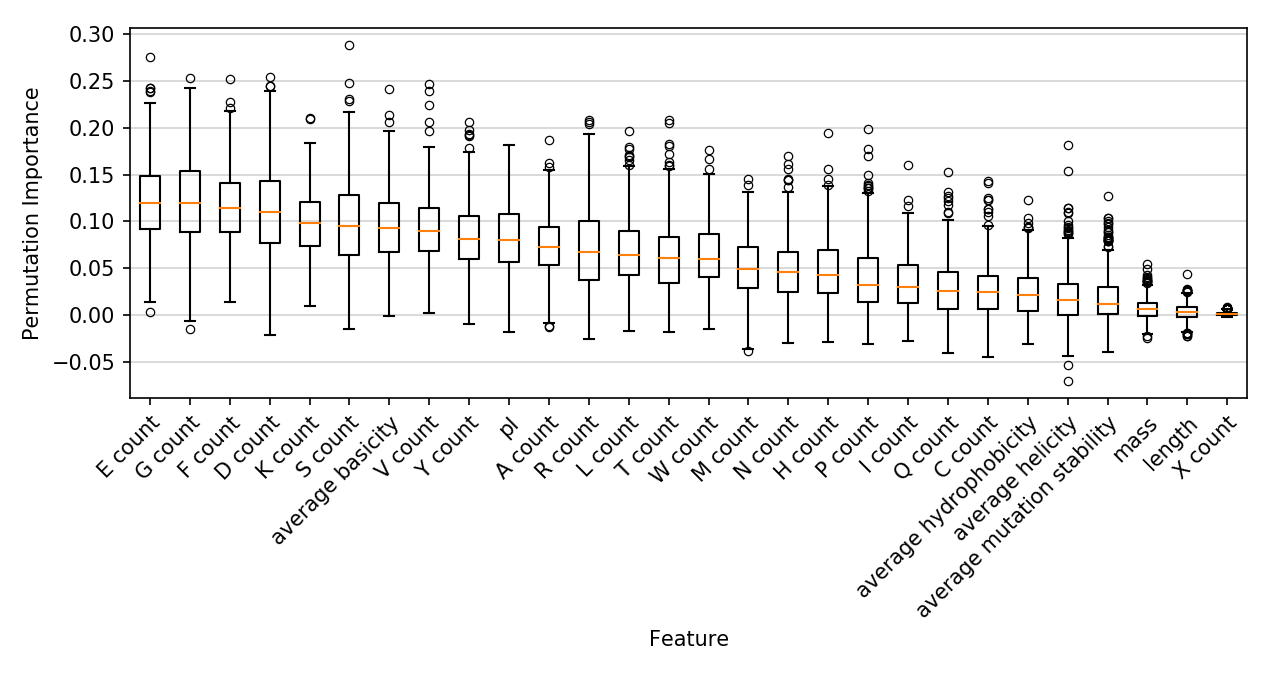 Permutation Importance
0.30
0.25
0.20
0.15
0.10
0.05
0.00
−0.05
E count
G count
F count
D count
K count
S count
average basicity
V count
Y count
pI
A count
R count
L count
T count
W count
M count
N count
H count
P count
I count
Q count
C count
average hydrophobicity
average helicity
average mutation stability
mass
length
X count
Feature